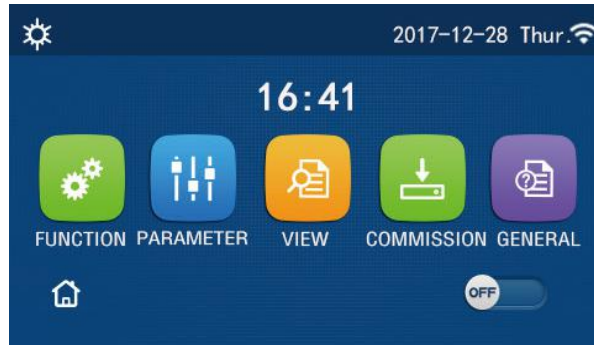 2017-12-28 Thur.
16:41
FUNCTION PARAMETER VIEW COMMISSION GENERAL
OFF